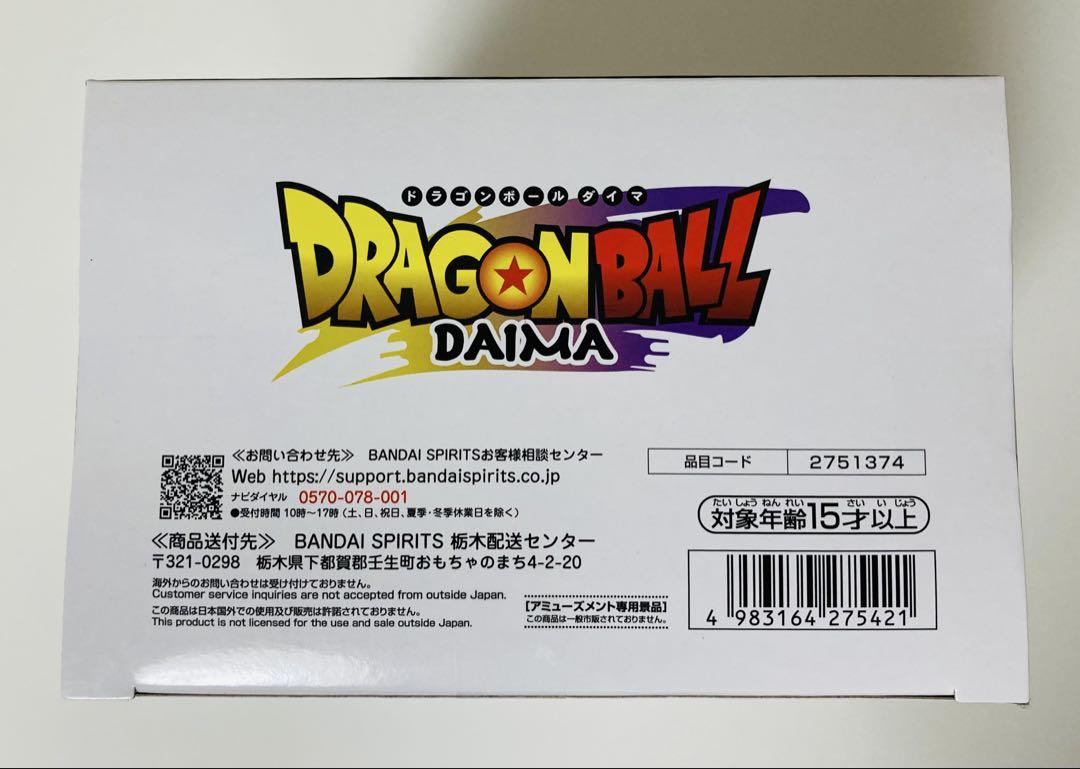 ドラゴンボール ダイマ
DRAGON BALL
DAIMA
≪お問い合わせ先≫ BANDAI SPIRITSお客様相談センター
Web https://support.bandaispirits.co.jp
ナビダイヤル 0570-078-001
●受付時間 10時〜17時 (土、日、祝日、夏季・冬季休業日を除く)
≪商品送付先≫ BANDAI SPIRITS 栃木配送センター
〒321-0298 栃木県下都賀郡壬生町おもちゃのまち4-2-20
海外からのお問い合わせは受け付けておりません。
Customer service inquiries are not accepted from outside Japan.
この商品は日本国外での使用及び販売は許諾されておりません。
This product is not licensed for the use and sale outside Japan.
[アミューズメント専用景品]
この商品は一般市販されておりません。
品目コード 2751374
たいしょうねんれい さいいじょう
対象年齢15才以上
4 983164 275421